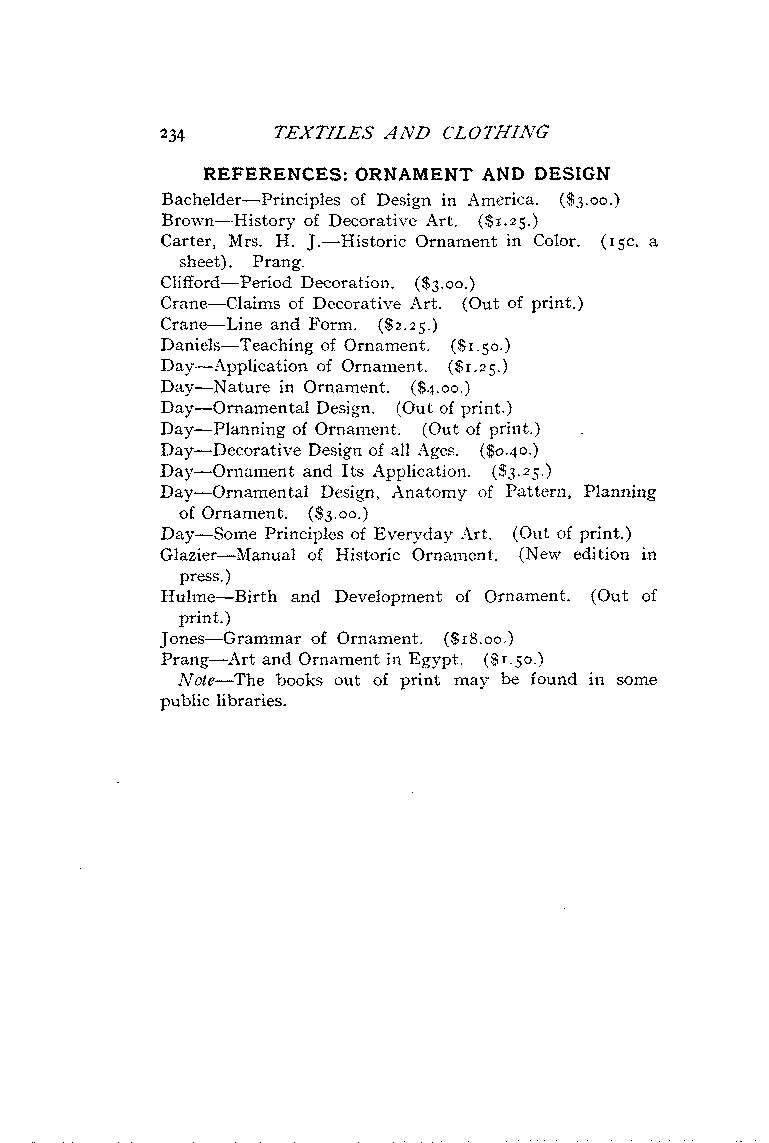 234 TEXTILES AND CLOTHING
REFERENCES: ORNAMENT AND DESIGN
Bachelder—Principles of Design in America. ($3.00.)
Brown—History of Decorative Art. ($1.25.)
Carter, Mrs. H. J.—Historic Ornament in Color. (15c. a
sheet). Prang.
Clifford—Period Decoration. ($3.00.)
Crane—Claims of Decorative Art. (Out of print.)
Crane—Line and Form. ($2.25.)
Daniels—Teaching of Ornament. ($1.50.)
Day—Application of Ornament. ($1.25.)
Day—Nature in Ornament. ($4.00.)
Day—Ornamental Design. (Out of print.)
Day—Planning of Ornament. (Out of print.)
Day—Decorative Design of all Ages. ($0.40.)
Day—Ornament and Its Application. ($3.25.)
Day—Ornamental Design, Anatomy of Pattern, Planning
of Ornament. ($3.00.)
Day—Some Principles of Everyday Art. (Out of print.)
Glazier—Manual of Historic Ornament. (New edition in
press.)
Hulme—Birth and Development of Ornament. (Out of
print.)
Jones—Grammar of Ornament. ($18.00.)
Prang—Art and Ornament in Egypt. ($1.50.)
Note—The books out of print may be found in some
public libraries.